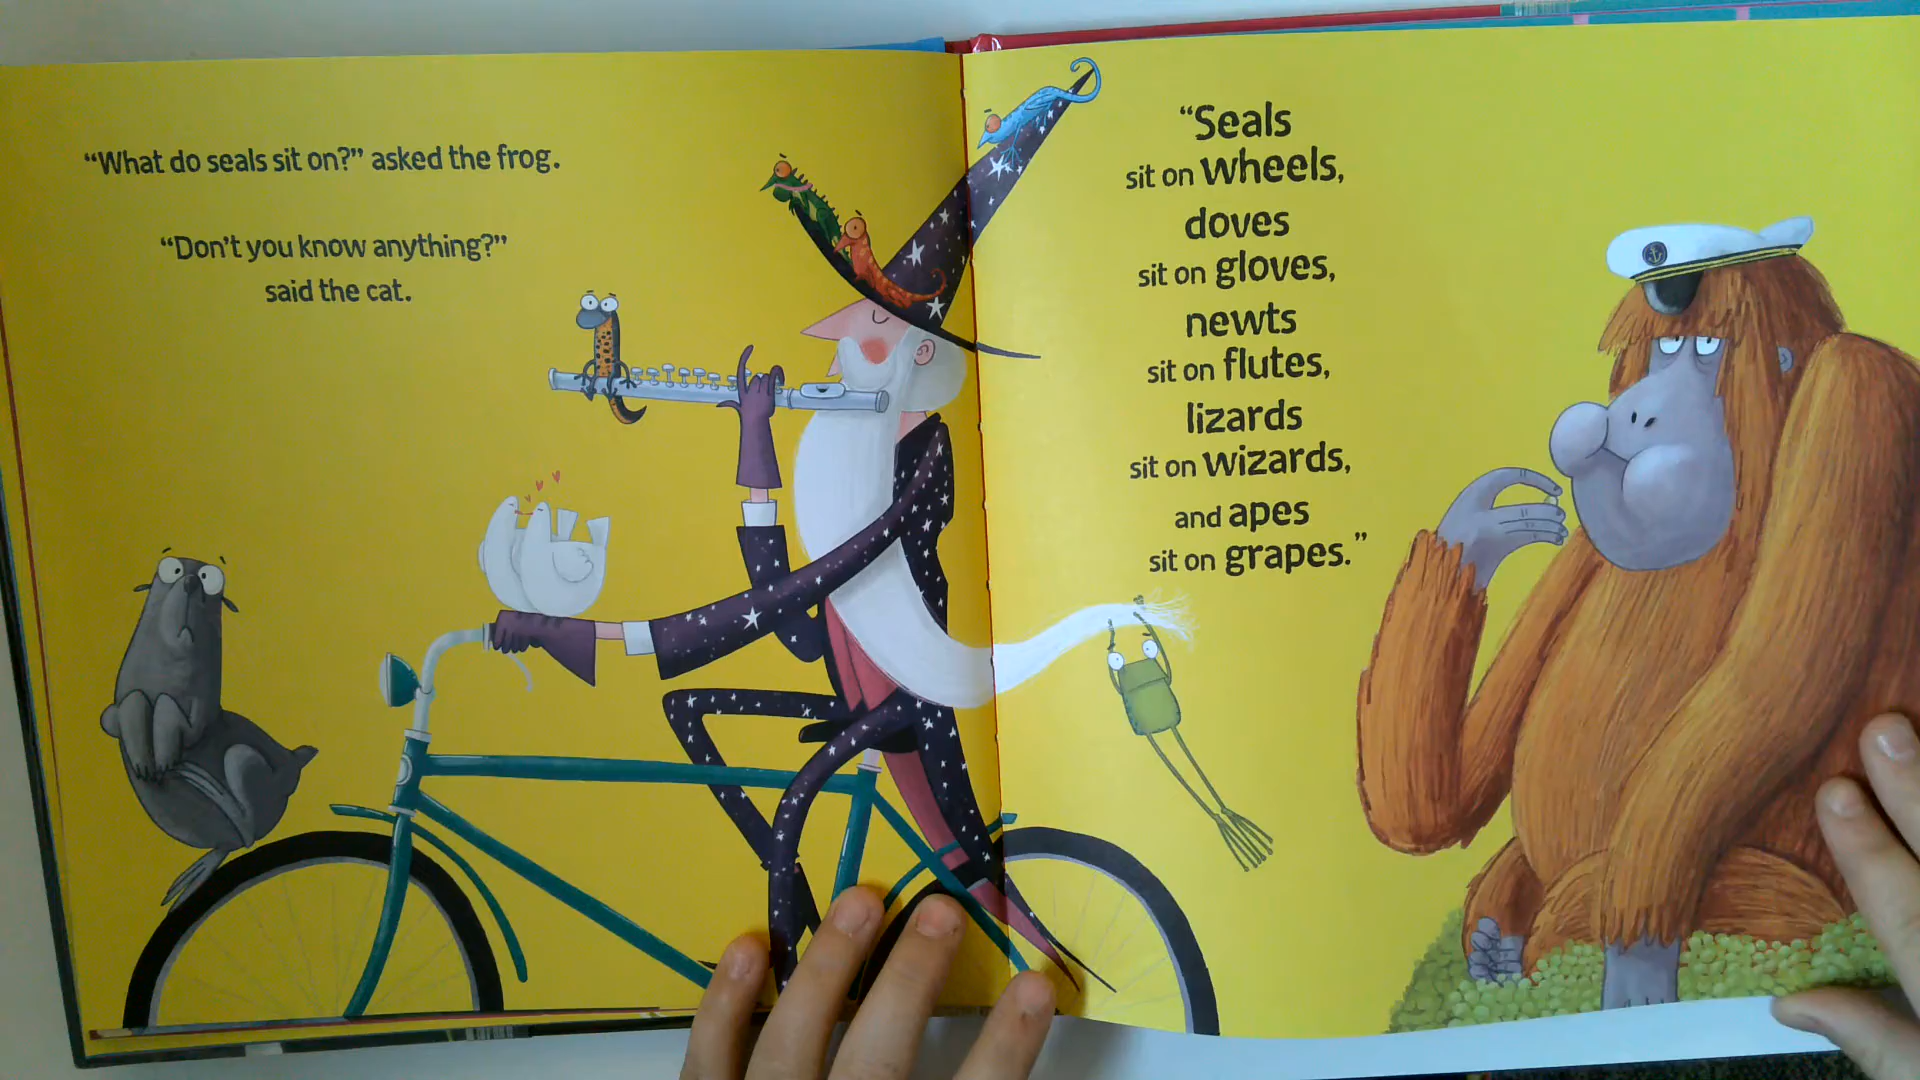 “What do seals sit on?” asked the frog.
“Don’t you know anything?”
said the cat.
“Seals
sit on wheels,
doves
sit on gloves,
newts
sit on flutes,
lizards
sit on wizards,
and apes
sit on grapes.”